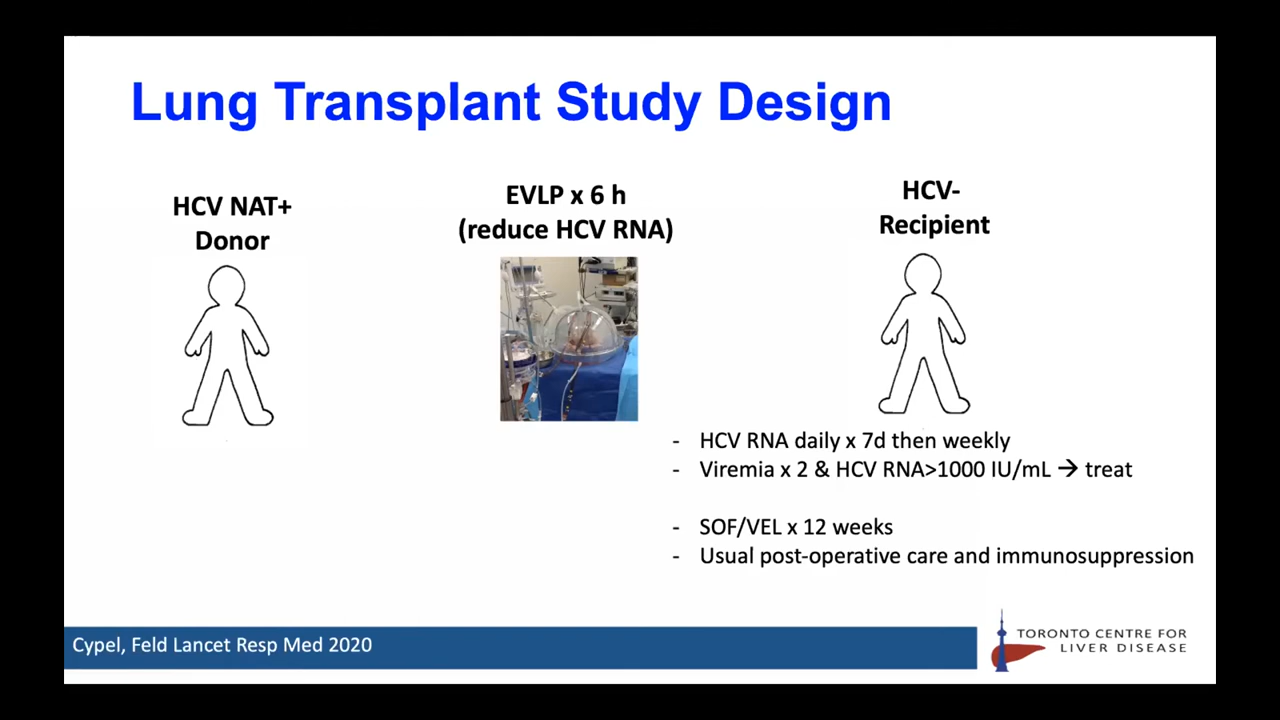 Lung Transplant Study Design
HCV NAT+
Donor
EVLP x 6 h
(reduce HCV RNA)
HCV-
Recipient
- HCV RNA daily x 7d then weekly
- Viremia x 2 & HCV RNA>1000 IU/mL → treat
- SOF/VEL x 12 weeks
- Usual post-operative care and immunosuppression
Cypel, Feld Lancet Resp Med 2020
TORONTO CENTRE FOR
LIVER DISEASE